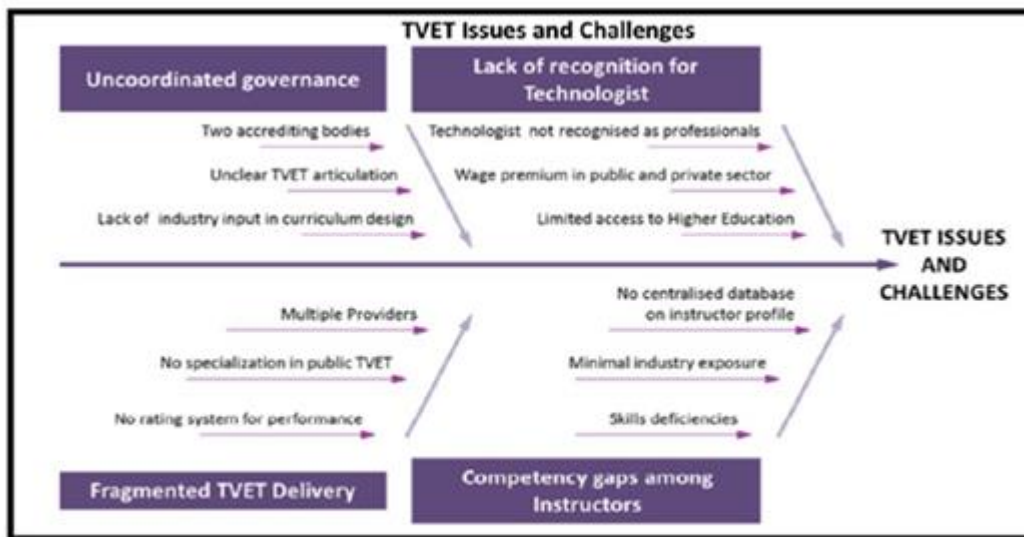 TVET Issues and Challenges
Uncoordinated governance
Lack of recognition for
Technologist
Two accrediting bodies
Unclear TVET articulation
Lack of industry input in curriculum design
Technologist not recognised as professionals
Wage premium in public and private sector
Limited access to Higher Education
TVET ISSUES
AND
CHALLENGES
Multiple Providers
No specialization in public TVET
No rating system for performance
No centralised database
on instructor profile
Minimal industry exposure
Skills deficiencies
Fragmented TVET Delivery
Competency gaps among
Instructors